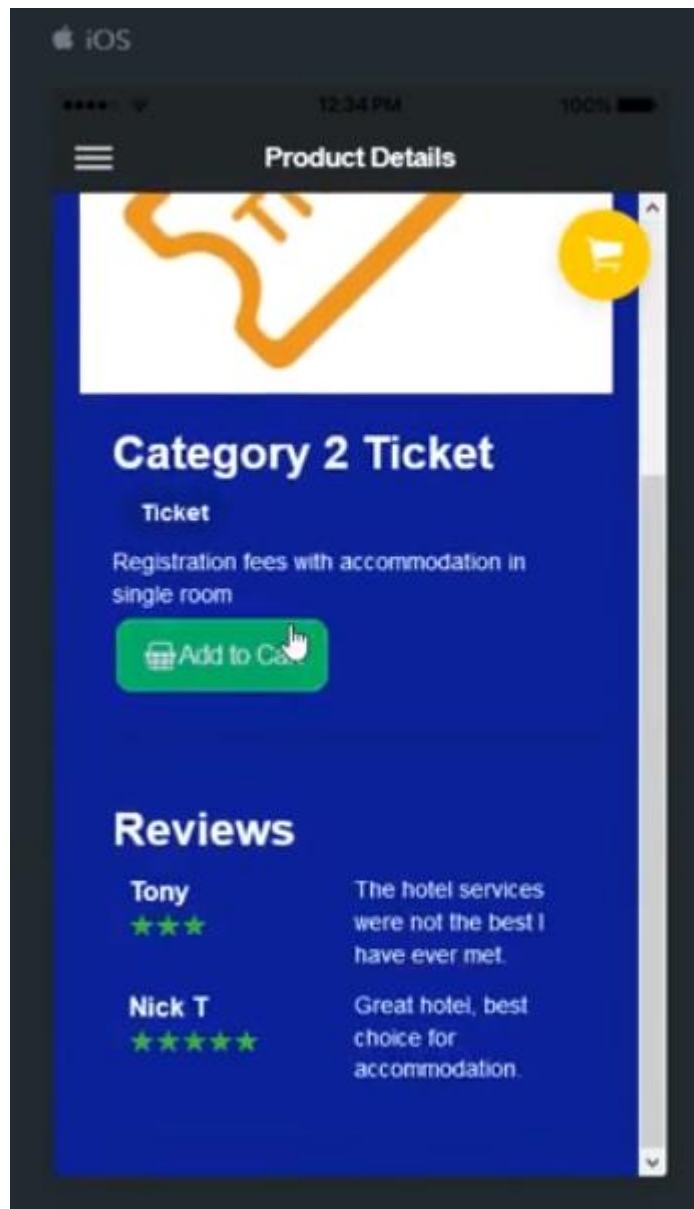 iOS
12:34 PM 100%
Product Details
TI
Category 2 Ticket
Ticket
Registration fees with accommodation in
single room
Add to Cart
Reviews
Tony
The hotel services
were not the best I
have ever met.
Nick T
Great hotel, best
choice for
accommodation.